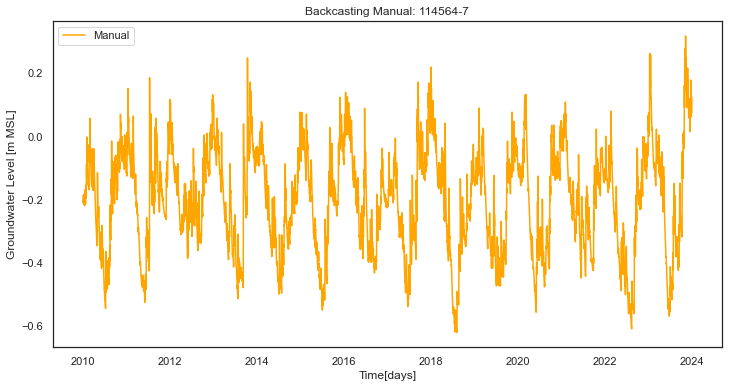 Backcasting Manual: 114564-7
Manual
Groundwater Level [m MSL]
0.2
0.0
−0.2
−0.4
−0.6
2010 2012 2014 2016 2018 2020 2022 2024
Time[days]